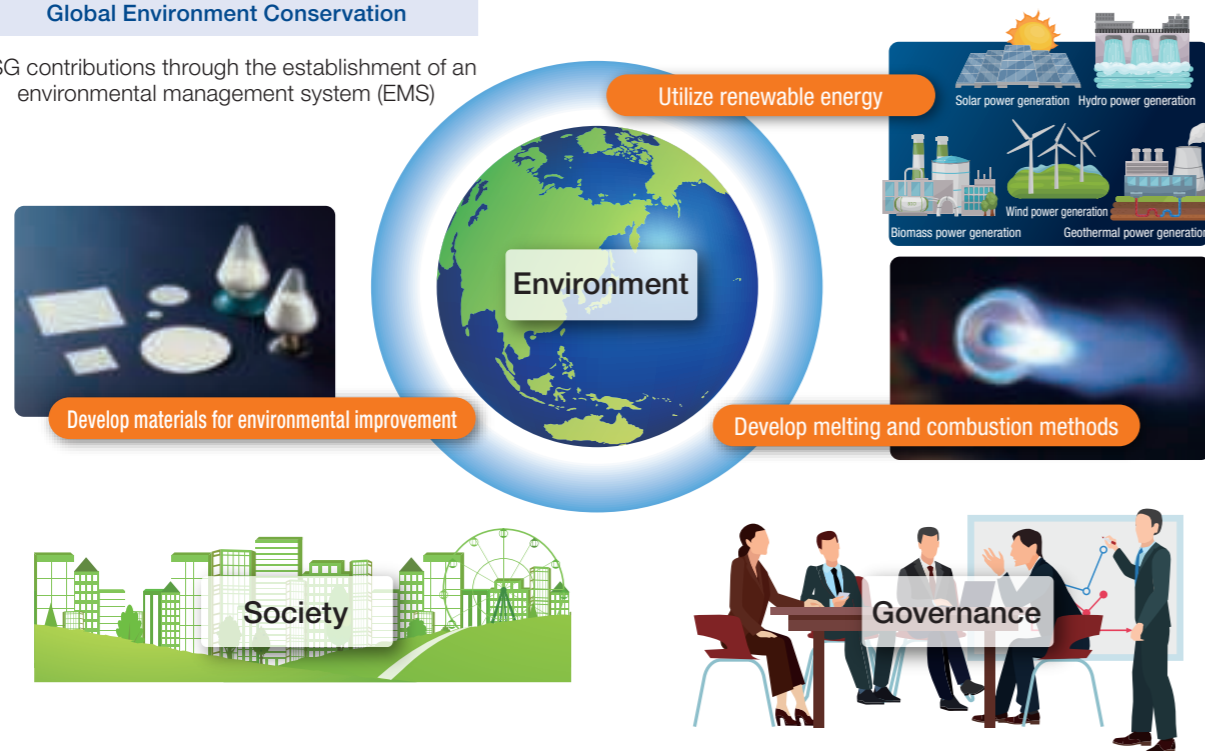 Global Environment Conservation
SG contributions through the establishment of an
environmental management system (EMS)
Utilize renewable energy
Solar power generation
Hydro power generation
Wind power generation
Biomass power generation
Geothermal power generation
Environment
Develop materials for environmental improvement
Develop melting and combustion methods
Society
Governance